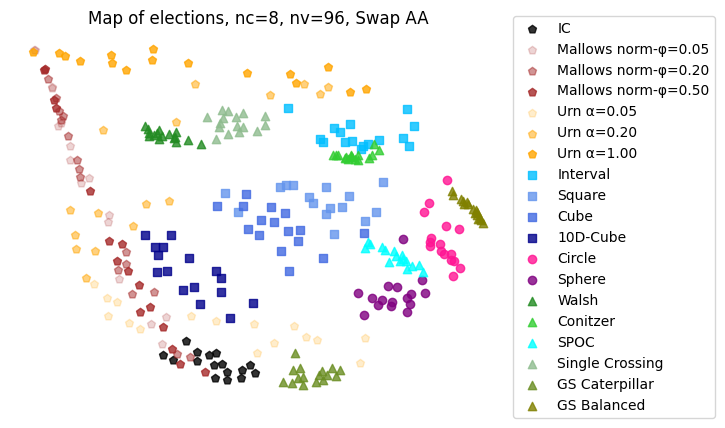 Map of elections, nc=8, nv=96, Swap AA
IC
Mallows norm-φ=0.05
Mallows norm-φ=0.20
Mallows norm-φ=0.50
Urn α=0.05
Urn α=0.20
Urn α=1.00
Interval
Square
Cube
10D-Cube
Circle
Sphere
Walsh
Conitzer
SPOC
Single Crossing
GS Caterpillar
GS Balanced